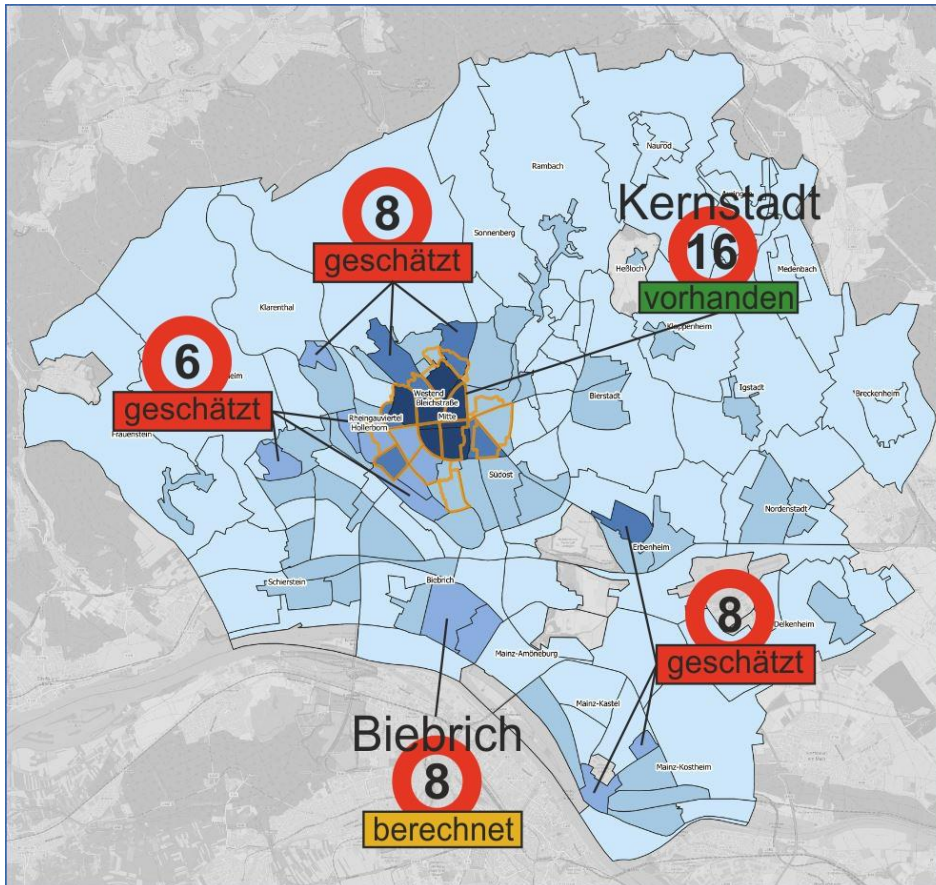 Naurod
Rambach
Kernstadt
8
Sonnenberg
16
geschätzt
Heßloch
Medenbach
vorhanden
Klarenthal
Kloppenheim
6
Westend
Bleichstraße
Bierstadt
Igstadt
Breckenheim
geschätzt
Rheingauviertel
Hollerborn
Mitte
Frauenstein
Südost
Nordenstadt
Erbenheim
Schierstein
Biebrich
8
Delkenheim
Mainz-Amöneburg
geschätzt
Mainz-Kastel
Biebrich
Mainz-Kostheim
8
berechnet